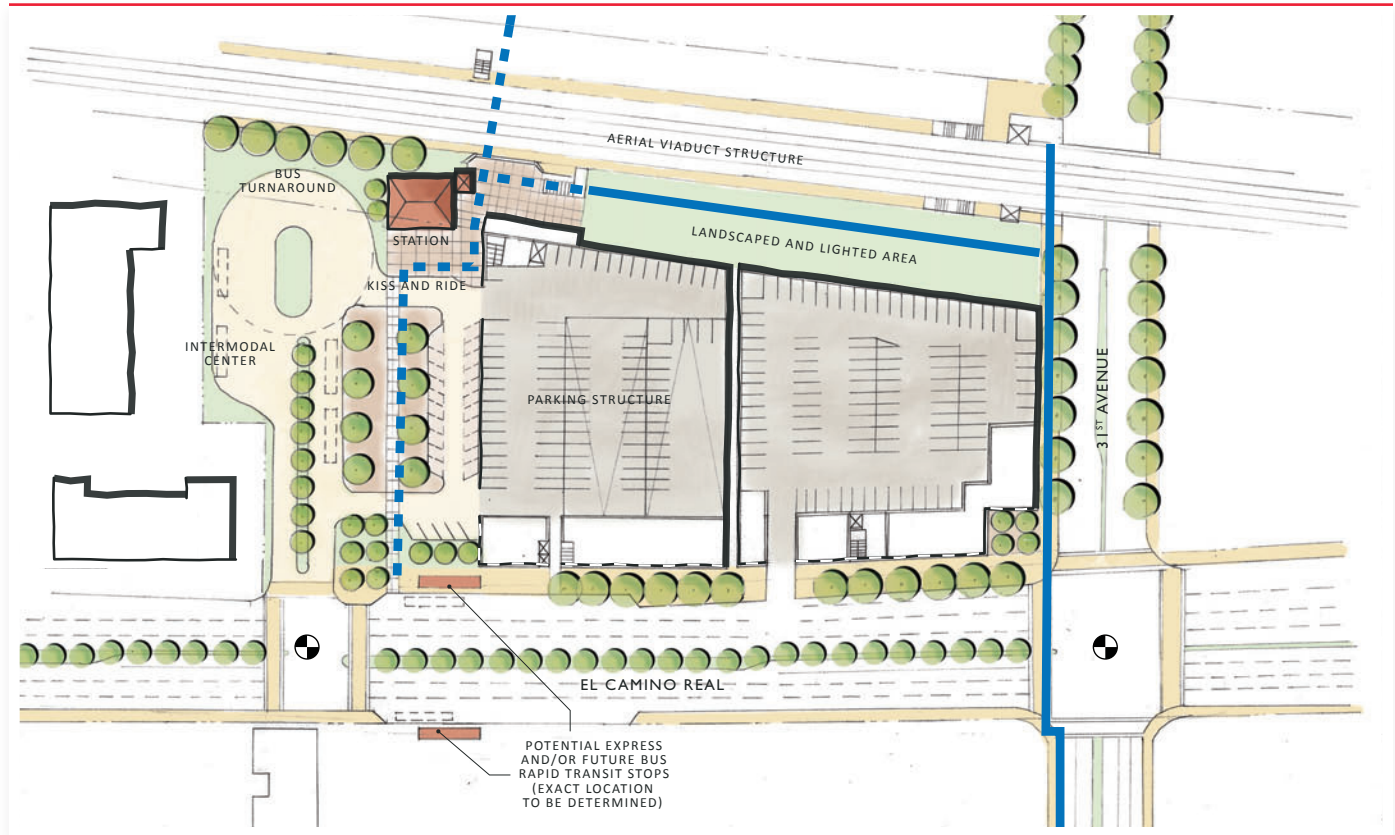 AERIAL VIADUCT STRUCTURE
BUS
TURNAROUND
STATION
LANDSCAPED AND LIGHTED AREA
KISS AND RIDE
INTERMODAL
CENTER
PARKING STRUCTURE
31ST AVENUE
EL CAMINO REAL
POTENTIAL EXPRESS
AND/OR FUTURE BUS
RAPID TRANSIT STOPS
(EXACT LOCATION
TO BE DETERMINED)